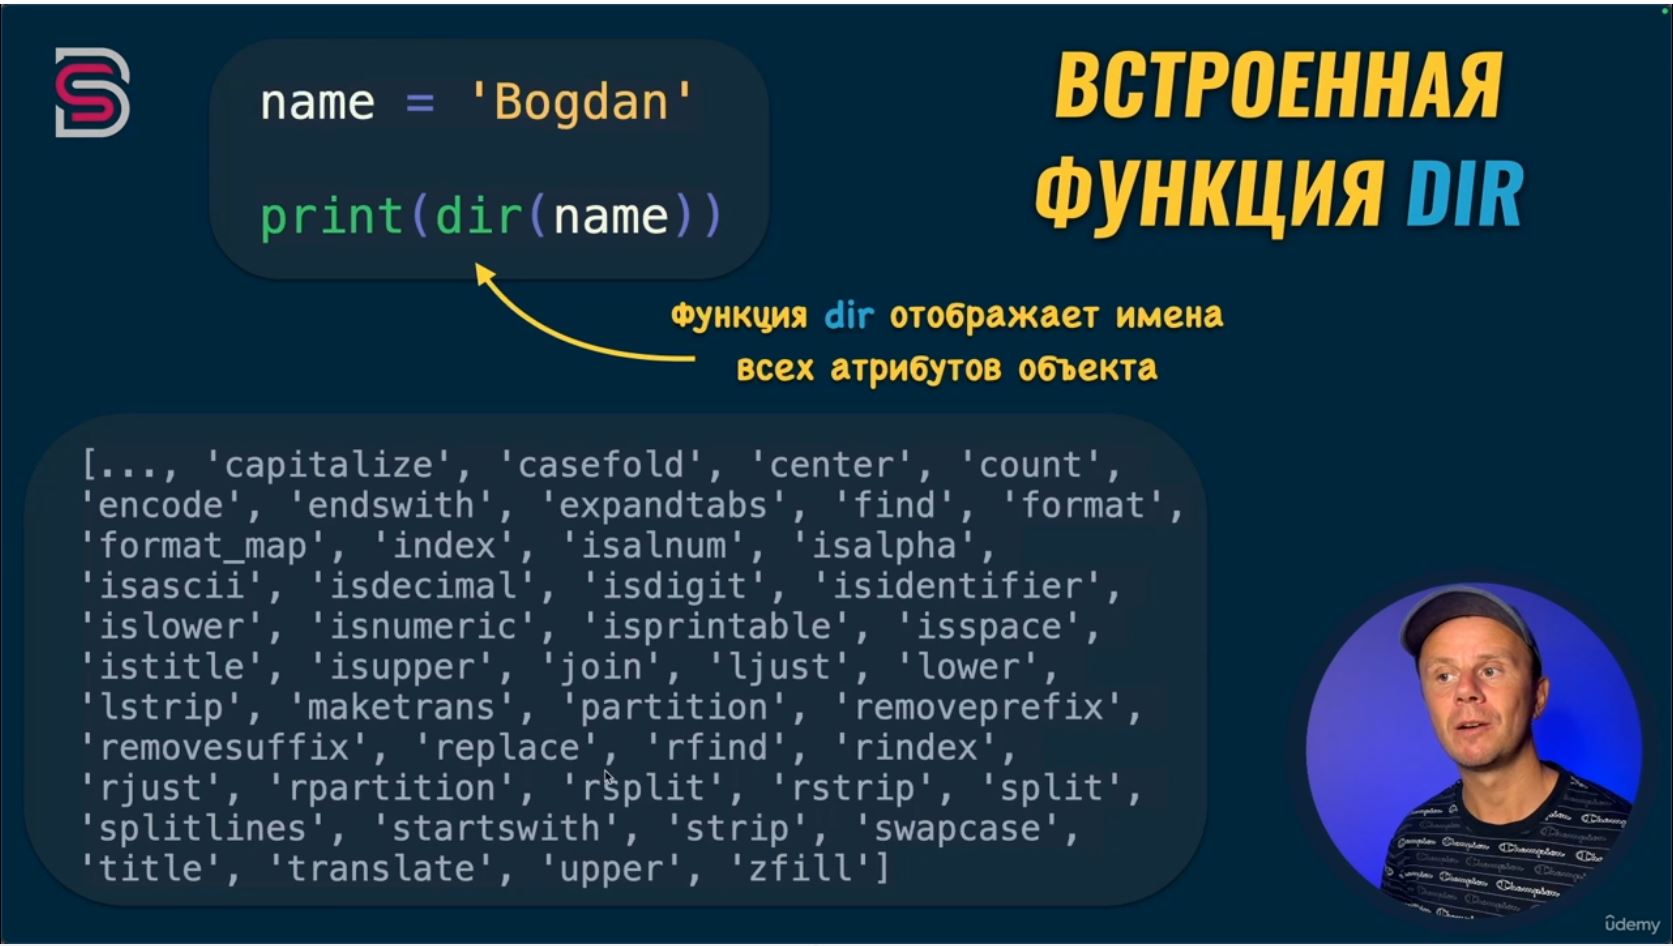 name = 'Bogdan'
print(dir(name))
ВСТРОЕННАЯ
ФУНКЦИЯ DIR
Функция dir отображает имена
всех атрибутов объекта
[..., 'capitalize', 'casefold', 'center', 'count',
'encode', 'endswith', 'expandtabs', 'find', 'format',
'format_map', 'index', 'isalnum', 'isalpha',
'isascii', 'isdecimal', 'isdigit', 'isidentifier',
'islower', 'isnumeric', 'isprintable', 'isspace',
'istitle', 'isupper', 'join', 'ljust', 'lower',
'lstrip', 'maketrans', 'partition', 'removeprefix',
'removesuffix', 'replace', 'rfind', 'rindex',
'rjust', 'rpartition', 'rsplit', 'rstrip', 'split',
'splitlines', 'startswith', 'strip', 'swapcase',
'title', 'translate', 'upper', 'zfill']
Champion
ûdemy